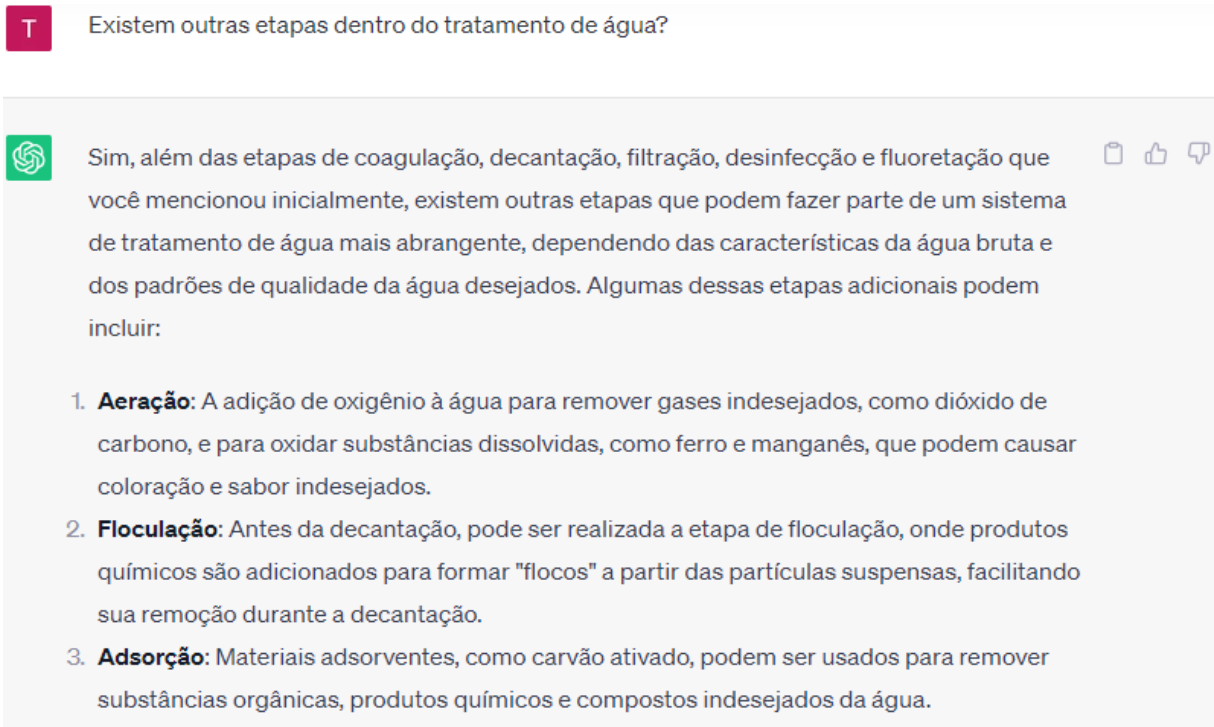 T
Existem outras etapas dentro do tratamento de água?
Sim, além das etapas de coagulação, decantação, filtração, desinfecção e fluoretação que
você mencionou inicialmente, existem outras etapas que podem fazer parte de um sistema
de tratamento de água mais abrangente, dependendo das características da água bruta e
dos padrões de qualidade da água desejados. Algumas dessas etapas adicionais podem
incluir:
1. Aeração: A adição de oxigênio à água para remover gases indesejados, como dióxido de
carbono, e para oxidar substâncias dissolvidas, como ferro e manganês, que podem causar
coloração e sabor indesejados.
2. Floculação: Antes da decantação, pode ser realizada a etapa de floculação, onde produtos
químicos são adicionados para formar "flocos" a partir das partículas suspensas, facilitando
sua remoção durante a decantação.
3. Adsorção: Materiais adsorventes, como carvão ativado, podem ser usados para remover
substâncias orgânicas, produtos químicos e compostos indesejados da água.